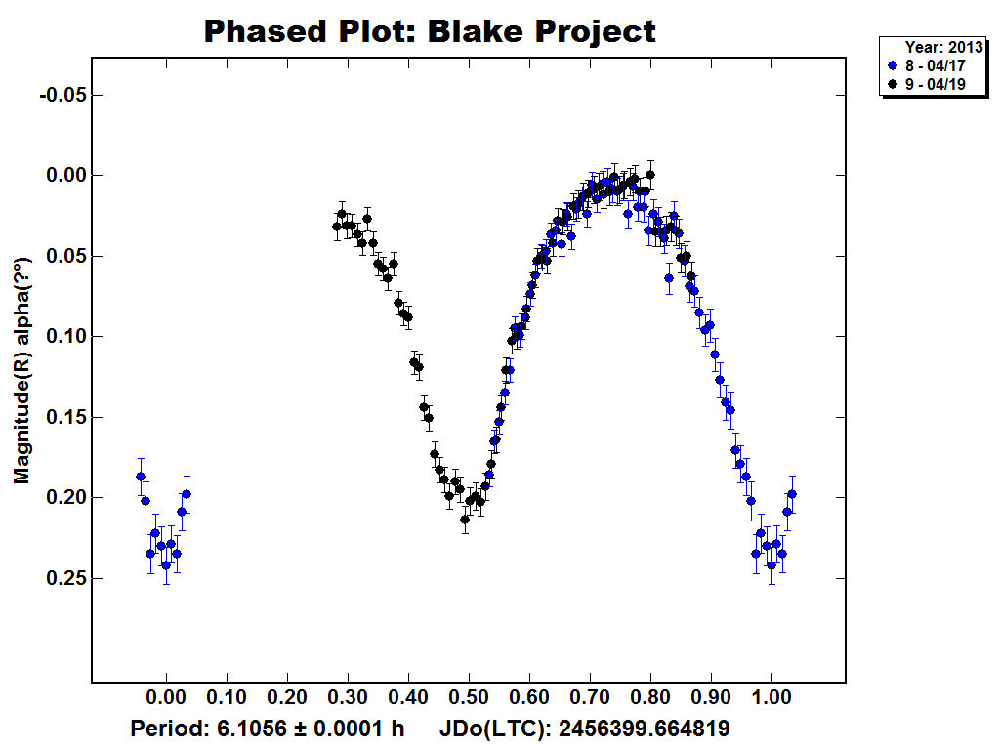 Phased Plot: Blake Project
Year: 2013
8 - 04/17
9 - 04/19
Magnitude(R) alpha(?°)
-0.05
0.00
0.05
0.10
0.15
0.20
0.25
0.00 0.10 0.20 0.30 0.40 0.50 0.60 0.70 0.80 0.90 1.00
Period: 6.1056 ± 0.0001 h JDo(LTC): 2456399.664819